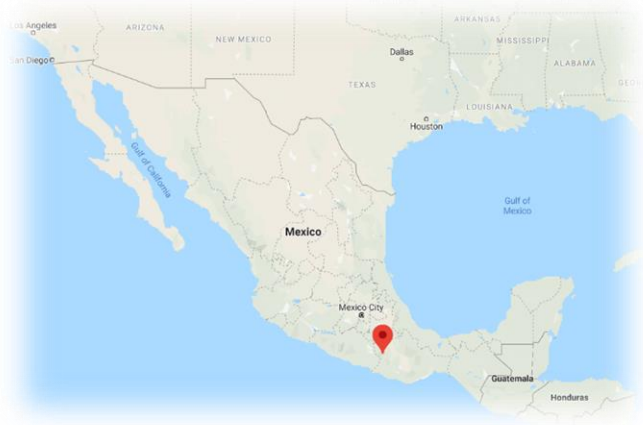 Los Angeles
ARIZONA
ARKANSAS
NEW MEXICO
MISSISSIPPI
Dallas
San Diego
ALABAMA
TEXAS
LOUISIANA
Houston
Gulf of California
Gulf of
Mexico
Mexico
Mexico City
Guatemala
Honduras